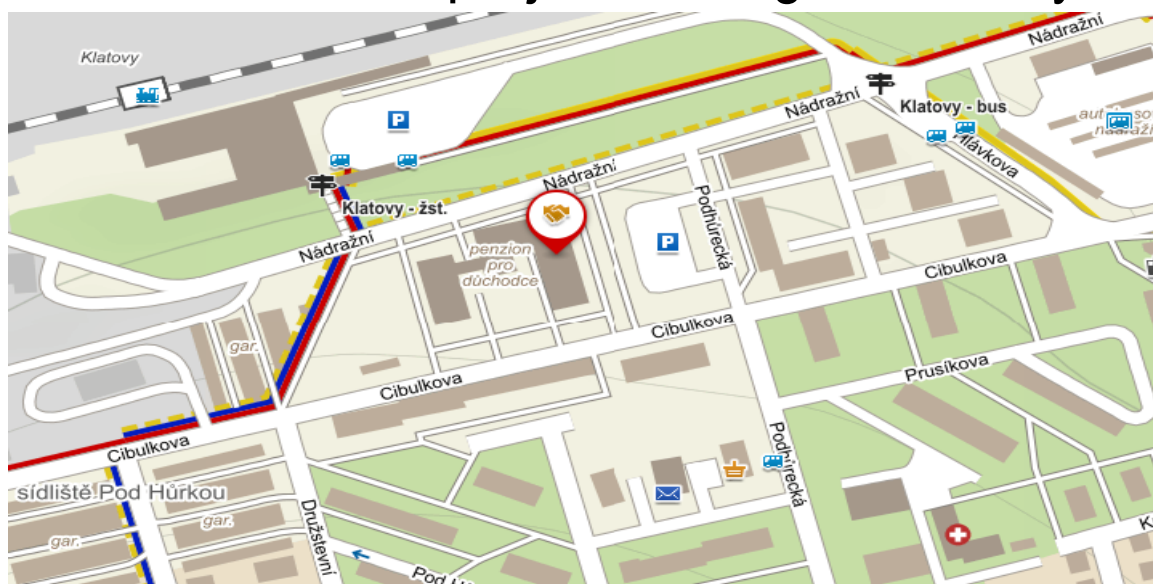 Klatovy
Nádražní
Nádražní
Klatovy - bus
Hlávkova
Nádražní
Klatovy - žst.
Nádražní
penzion
pro
důchodce
Podhůrecká
Cibulkova
Cibulkova
gar.
Cibulkova
Prusíkova
Cibulkova
Podhůrecká
sídliště Pod Hůrkou
gar.
gar.
Družstevní
P
P